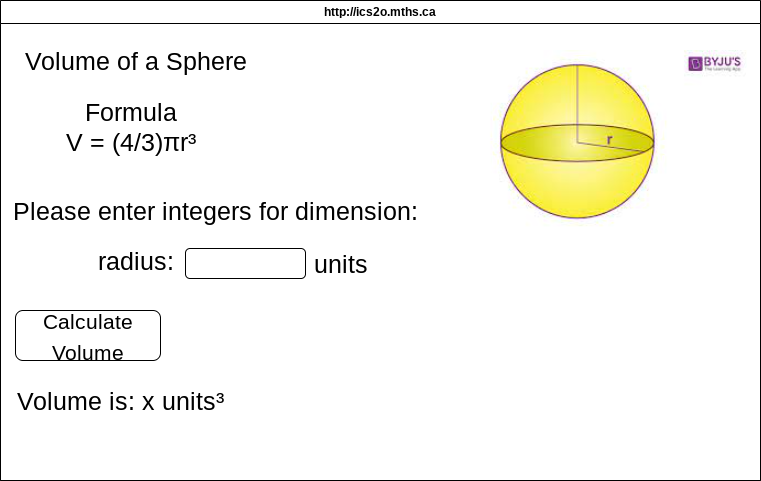 http://ics2o.mths.ca
Volume of a Sphere
BYJU'S
The Learning App
Formula
V = (4/3)πr³
r
Please enter integers for dimension:
radius: units
Calculate
Volume
Volume is: x units³